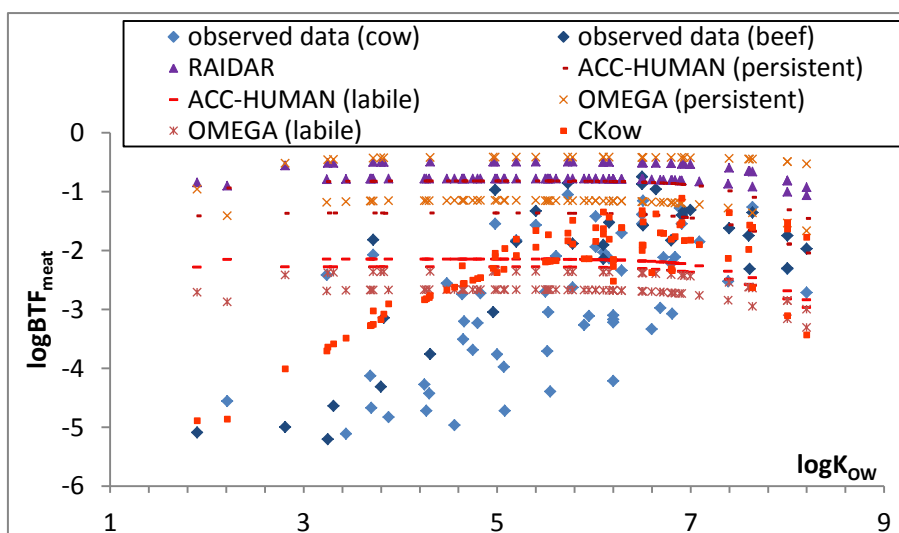 observed data (cow) observed data (beef)
RAIDAR ACC-HUMAN (persistent)
ACC-HUMAN (labile) OMEGA (persistent)
OMEGA (labile) CKow
0
-1
-2
-3
-4
-5
-6
logBTFmeat
logKOW
1 3 5 7 9